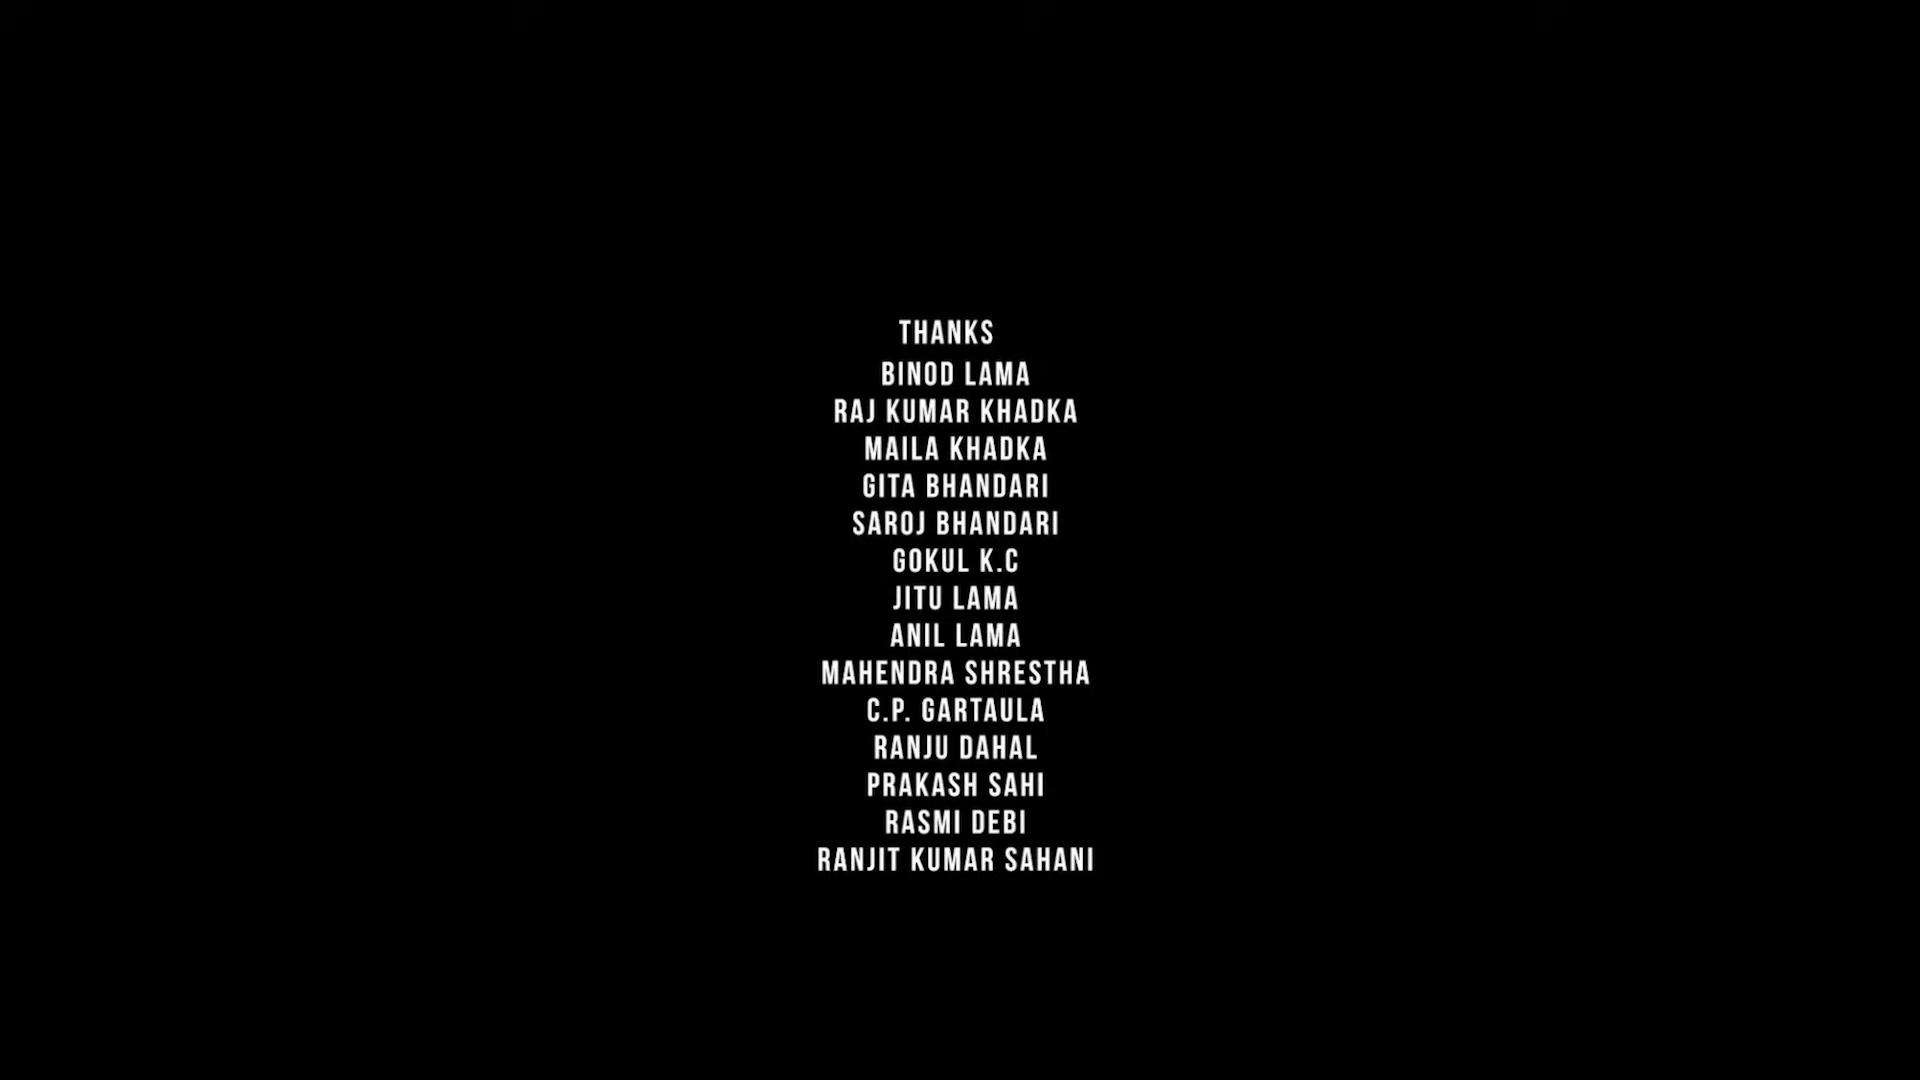 THANKS
BINOD LAMA
RAJ KUMAR KHADKA
MAILA KHADKA
GITA BHANDARI
SAROJ BHANDARI
GOKUL K.C
JITU LAMA
ANIL LAMA
MAHENDRA SHRESTHA
C.P. GARTAULA
RANJU DAHAL
PRAKASH SAHI
RASMI DEBI
RANJIT KUMAR SAHANI